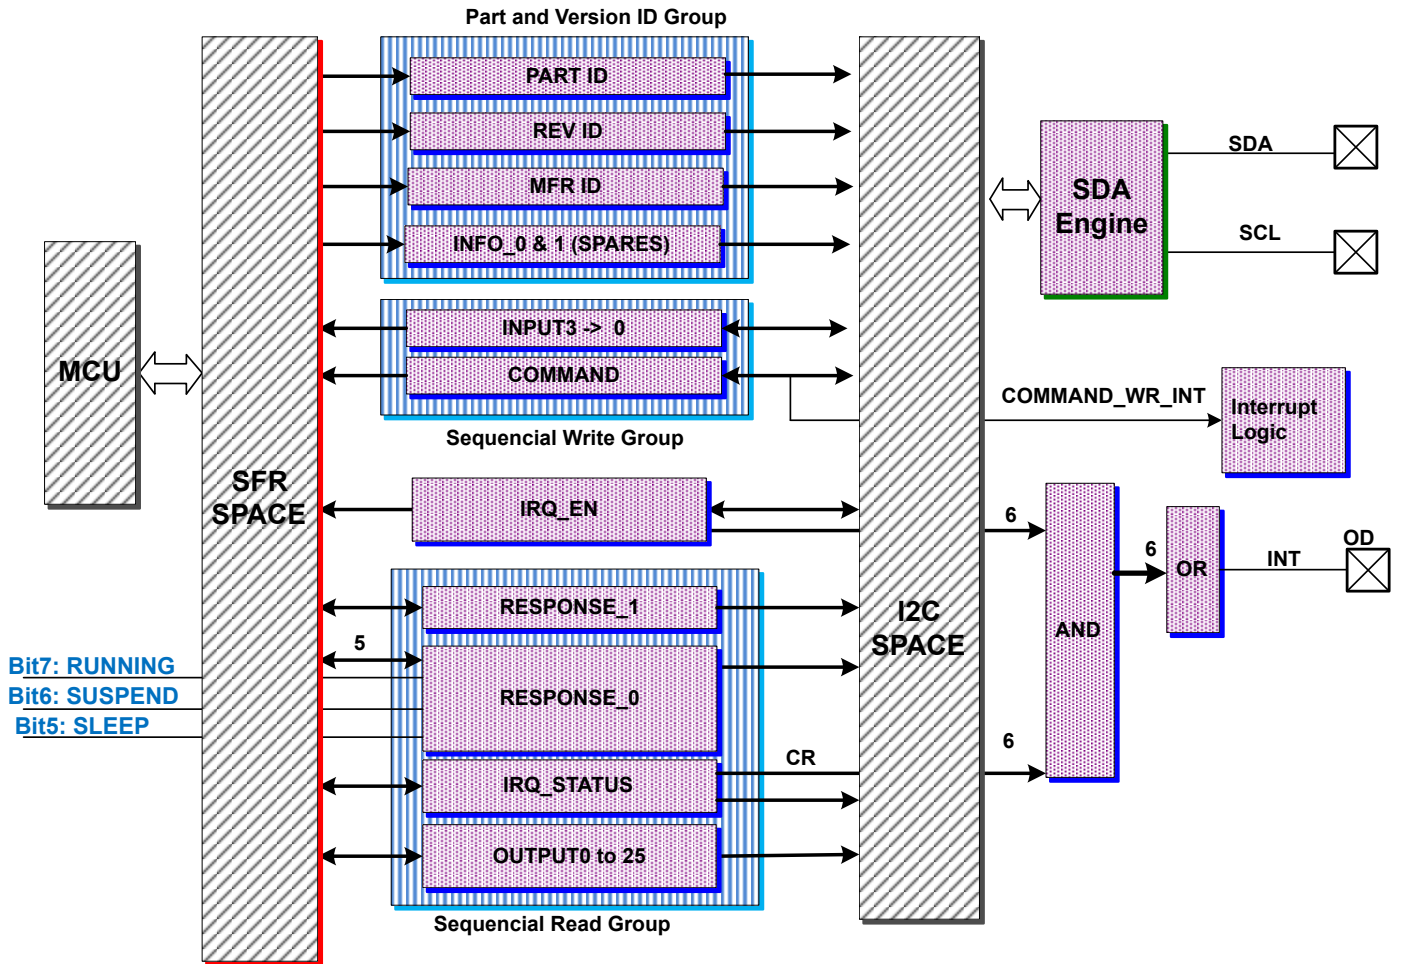 Part and Version ID Group
PART ID
REV ID
MFR ID
INFO_0 & 1 (SPARES)
SDA
Engine
SDA
SCL
MCU
SFR
SPACE
INPUT3 -> 0
COMMAND
Sequencial Write Group
COMMAND_WR_INT
Interrupt
Logic
IRQ_EN
6
6
OD
OR
INT
RESPONSE_1
I2C
SPACE
AND
5
Bit7: RUNNING
Bit6: SUSPEND
Bit5: SLEEP
RESPONSE_0
CR
6
IRQ_STATUS
OUTPUT0 to 25
Sequencial Read Group